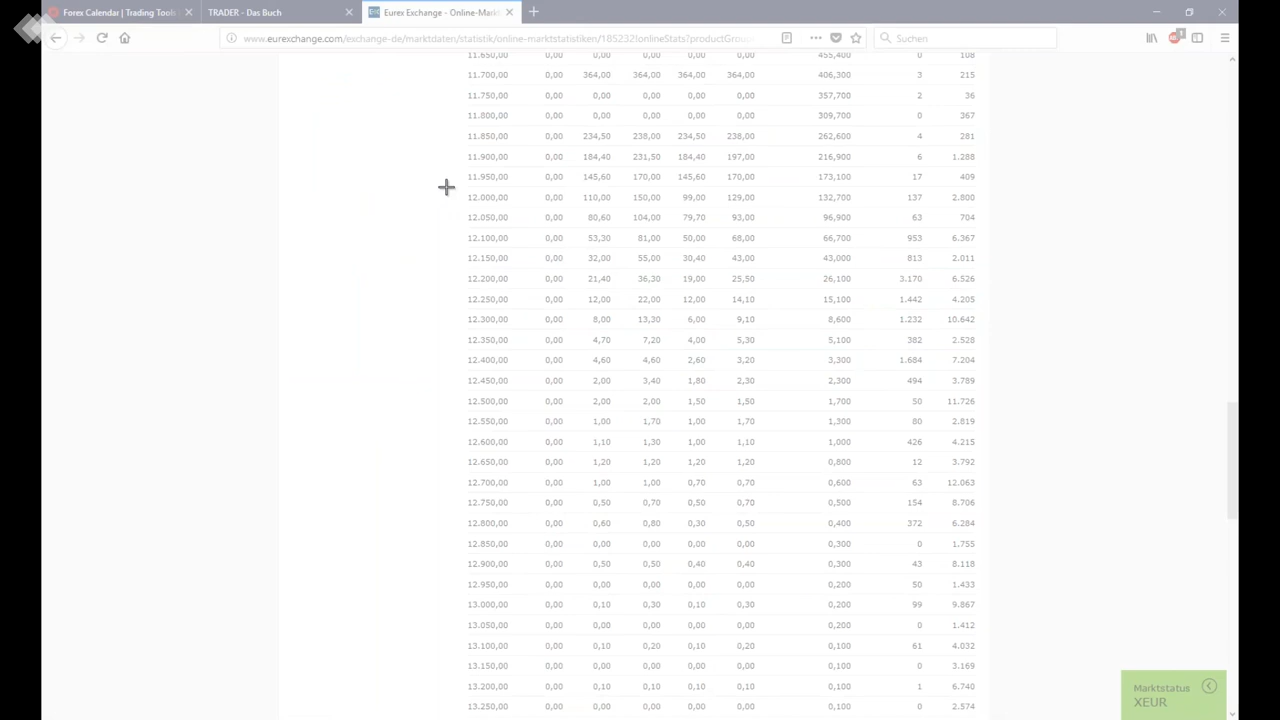 Forex Calendar | Trading Tools
TRADER - Das Buch
Eurex Exchange - Online-Mark
www.eurexchange.com/exchange-de/marktdaten/statistik/online-marktstatistiken/185232!onlineStats?productGrou
Suchen
11.650,00 0,00 0,00 0,00 0,00 0,00 455,400 0 108
11.700,00 0,00 364,00 364,00 364,00 364,00 406,300 3 215
11.750,00 0,00 0,00 0,00 0,00 0,00 357,700 2 36
11.800,00 0,00 0,00 0,00 0,00 0,00 309,700 0 367
11.850,00 0,00 234,50 238,00 234,50 238,00 262,600 4 281
11.900,00 0,00 184,40 231,50 184,40 197,00 216,900 6 1.288
11.950,00 0,00 145,60 170,00 145,60 170,00 173,100 17 409
12.000,00 0,00 110,00 150,00 99,00 129,00 132,700 137 2.800
12.050,00 0,00 80,60 104,00 79,70 93,00 96,900 63 704
12.100,00 0,00 53,30 81,00 50,00 68,00 66,700 953 6.367
12.150,00 0,00 32,00 55,00 30,40 43,00 43,000 813 2.011
12.200,00 0,00 21,40 36,30 19,00 25,50 26,100 3.170 6.526
12.250,00 0,00 12,00 22,00 12,00 14,10 15,100 1.442 4.205
12.300,00 0,00 8,00 13,30 6,00 9,10 8,600 1.232 10.642
12.350,00 0,00 4,70 7,20 4,00 5,30 5,100 382 2.528
12.400,00 0,00 4,60 4,60 2,60 3,20 3,300 1.684 7.204
12.450,00 0,00 2,00 3,40 1,80 2,30 2,300 494 3.789
12.500,00 0,00 2,00 2,00 1,50 1,50 1,700 50 11.726
12.550,00 0,00 1,00 1,70 1,00 1,70 1,300 80 2.819
12.600,00 0,00 1,10 1,30 1,00 1,10 1,000 426 4.215
12.650,00 0,00 1,20 1,20 1,20 1,20 0,800 12 3.792
12.700,00 0,00 1,00 1,00 0,70 0,70 0,600 63 12.063
12.750,00 0,00 0,50 0,70 0,50 0,70 0,500 154 8.706
12.800,00 0,00 0,60 0,80 0,30 0,50 0,400 372 6.284
12.850,00 0,00 0,00 0,00 0,00 0,00 0,300 0 1.755
12.900,00 0,00 0,50 0,50 0,40 0,40 0,300 43 8.118
12.950,00 0,00 0,00 0,00 0,00 0,00 0,200 50 1.433
13.000,00 0,00 0,10 0,30 0,10 0,30 0,200 99 9.867
13.050,00 0,00 0,00 0,00 0,00 0,00 0,200 0 1.412
13.100,00 0,00 0,10 0,20 0,10 0,20 0,100 61 4.032
13.150,00 0,00 0,00 0,00 0,00 0,00 0,100 0 3.169
13.200,00 0,00 0,10 0,10 0,10 0,10 0,100 1 6.740
13.250,00 0,00 0,00 0,00 0,00 0,00 0,100 0 2.574
Marktstatus
XEUR